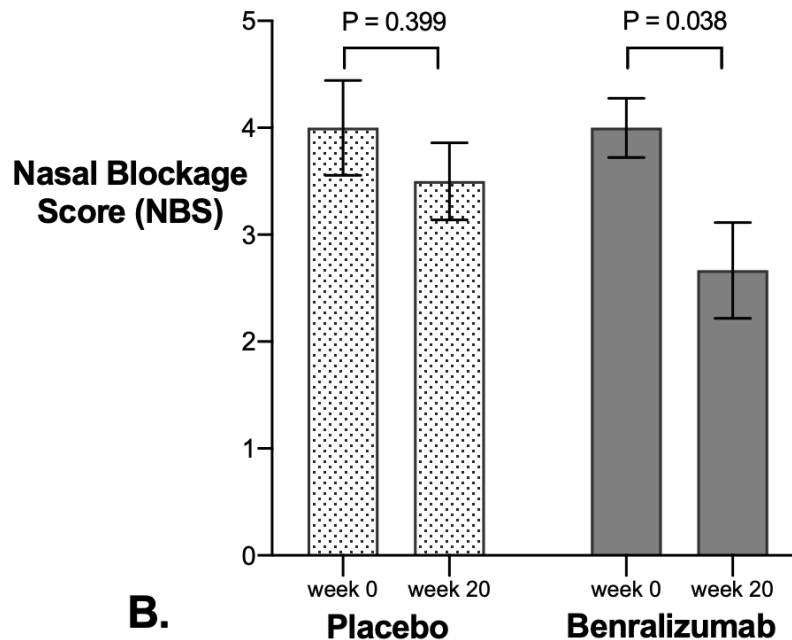 P = 0.399
P = 0.038
5
4
3
2
1
0
Nasal Blockage
Score (NBS)
week 0
week 20
week 0
week 20
Placebo
Benralizumab
B.